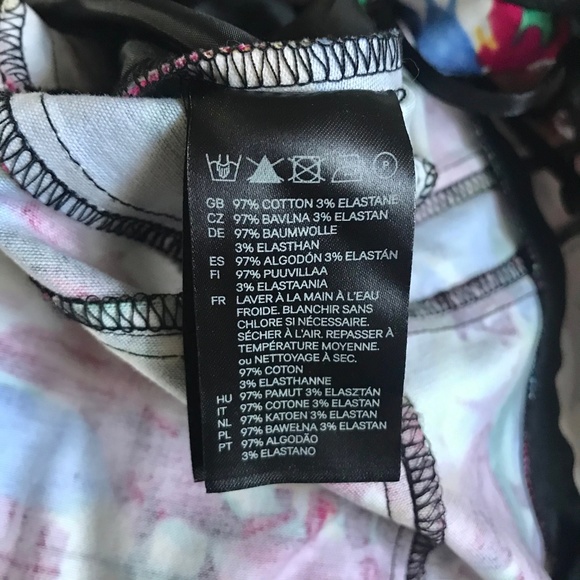 P
GB 97% COTTON 3% ELASTANE
CZ 97% BAVLNA 3% ELASTAN
DE 97% BAUMWOLLE
3% ELASTHAN
ES 97% ALGODÓN 3% ELASTÁN
FI 97% PUUVILLAA
3% ELASTAANIA
FR LAVER À LA MAIN À L'EAU
FROIDE. BLANCHIR SANS
CHLORE SI NÉCESSAIRE.
SÉCHER À L'AIR. REPASSER À
TEMPÉRATURE MOYENNE.
ou NETTOYAGE À SEC.
97% COTON
3% ELASTHANNE
HU 97% PAMUT 3% ELASZTÁN
IT 97% COTONE 3% ELASTAN
NL 97% KATOEN 3% ELASTAN
PL 97% BAWEŁNA 3% ELASTAN
PT 97% ALGODÃO
3% ELASTANO